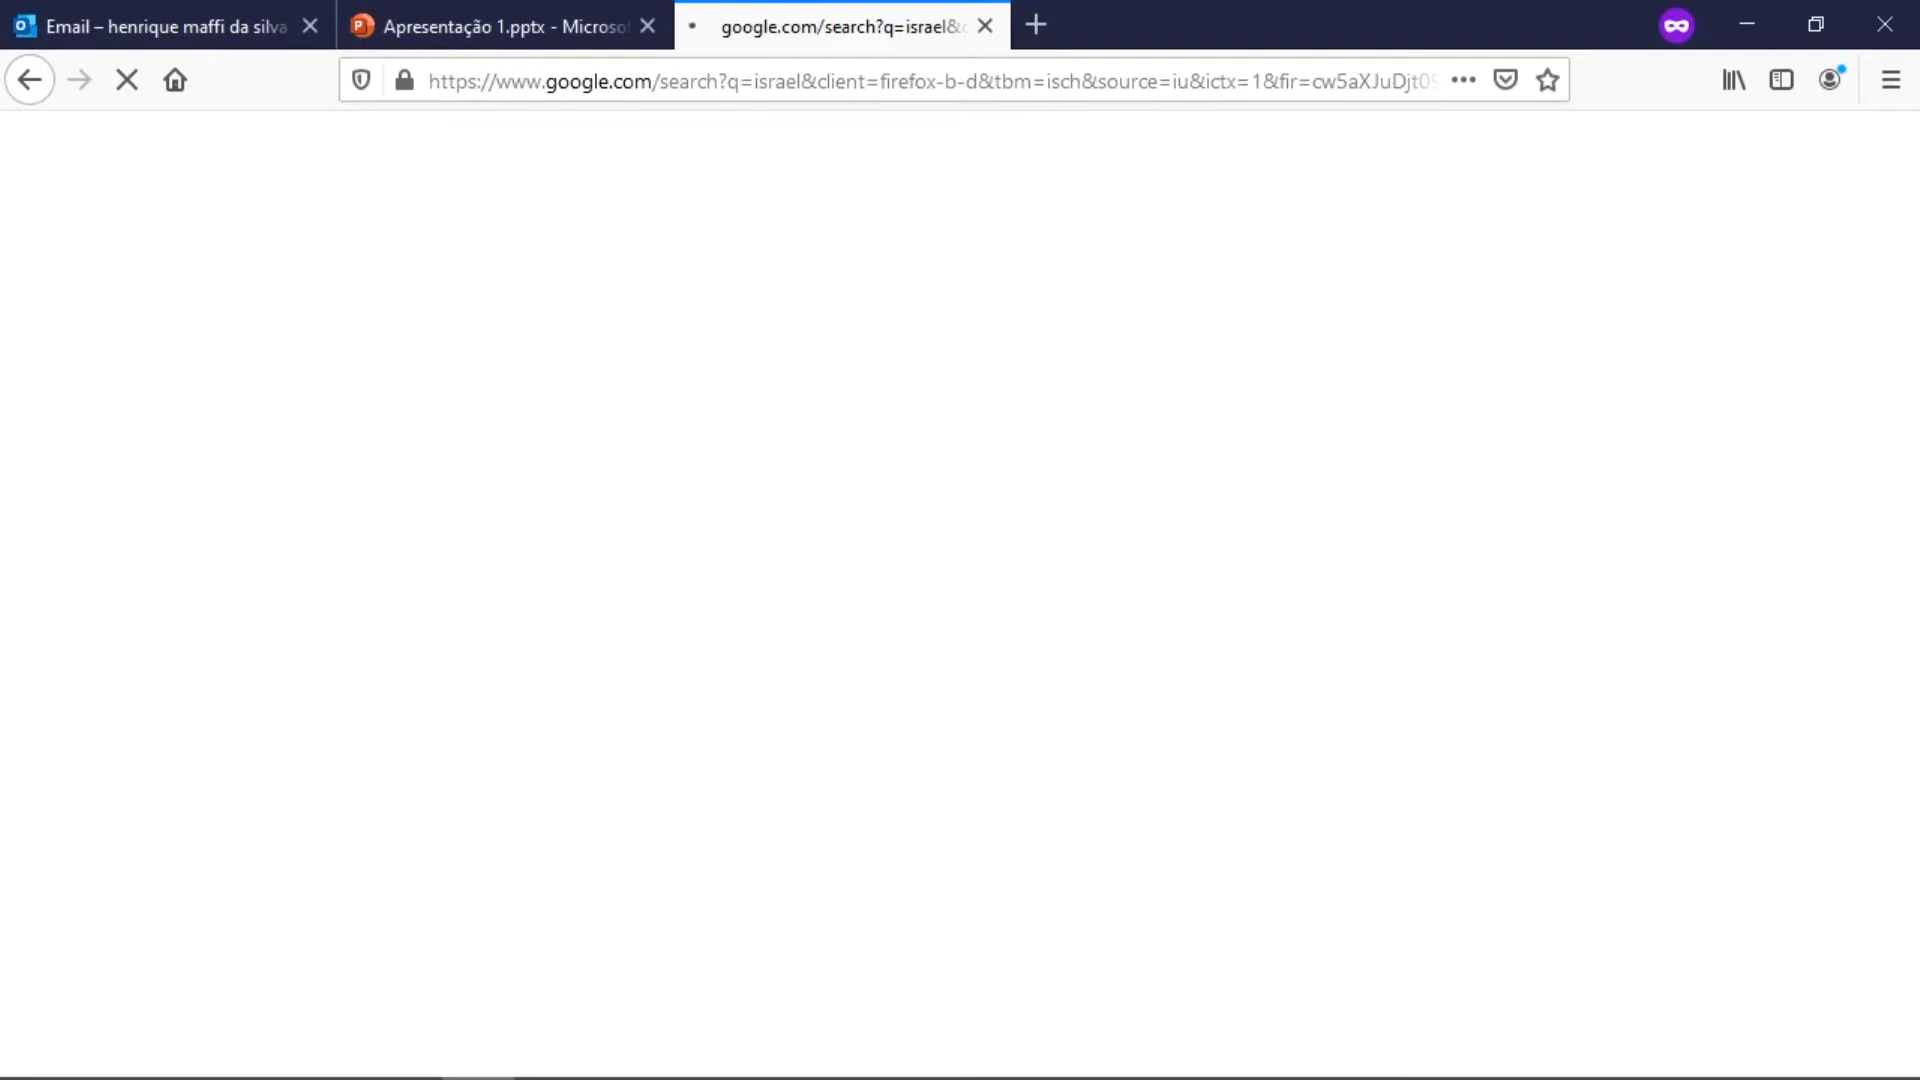 Email – henrique maffi da silva
Apresentação 1.pptx - Microso
google.com/search?q=israel&
https://www.google.com/search?q=israel&client=firefox-b-d&tbm=isch&source=iu&ictx=1&fir=cw5aXJuDjt05